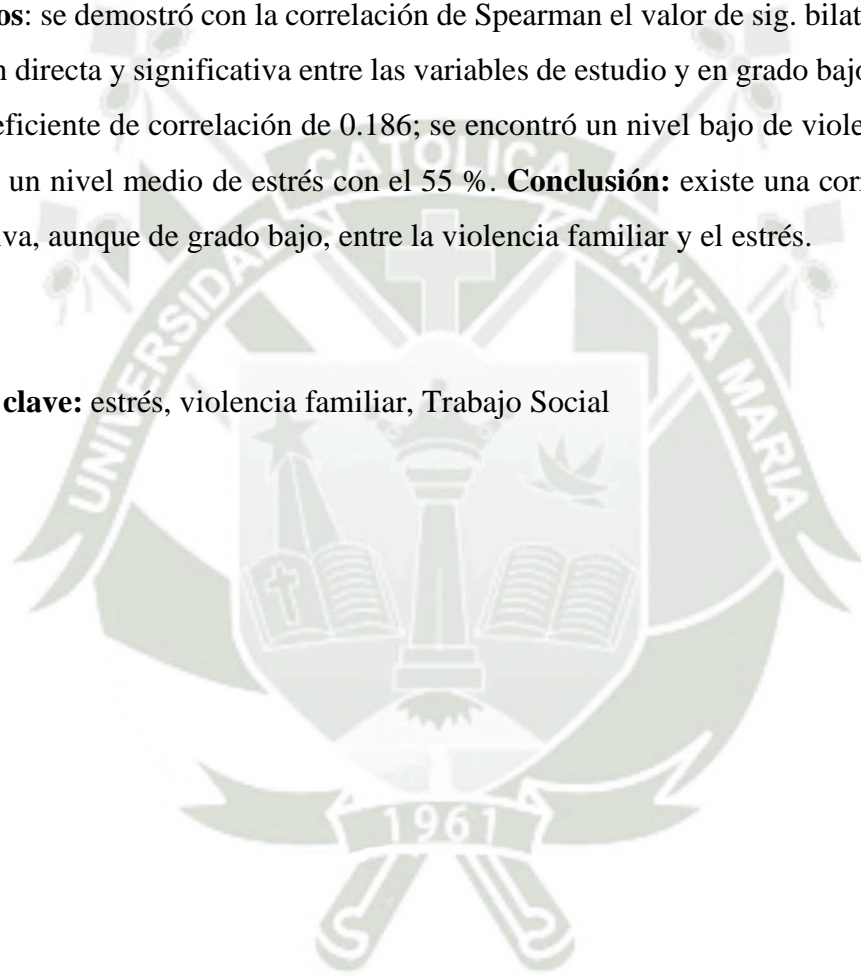 os: se demostró con la correlación de Spearman el valor de sig. bilat
n directa y significativa entre las variables de estudio y en grado bajo
eficiente de correlación de 0.186; se encontró un nivel bajo de viole
un nivel medio de estrés con el 55 %. Conclusión: existe una cor
iva, aunque de grado bajo, entre la violencia familiar y el estrés.
clave: estrés, violencia familiar, Trabajo Social
UNIVERSIDAD CATOLICA SANTA MARIA
1961